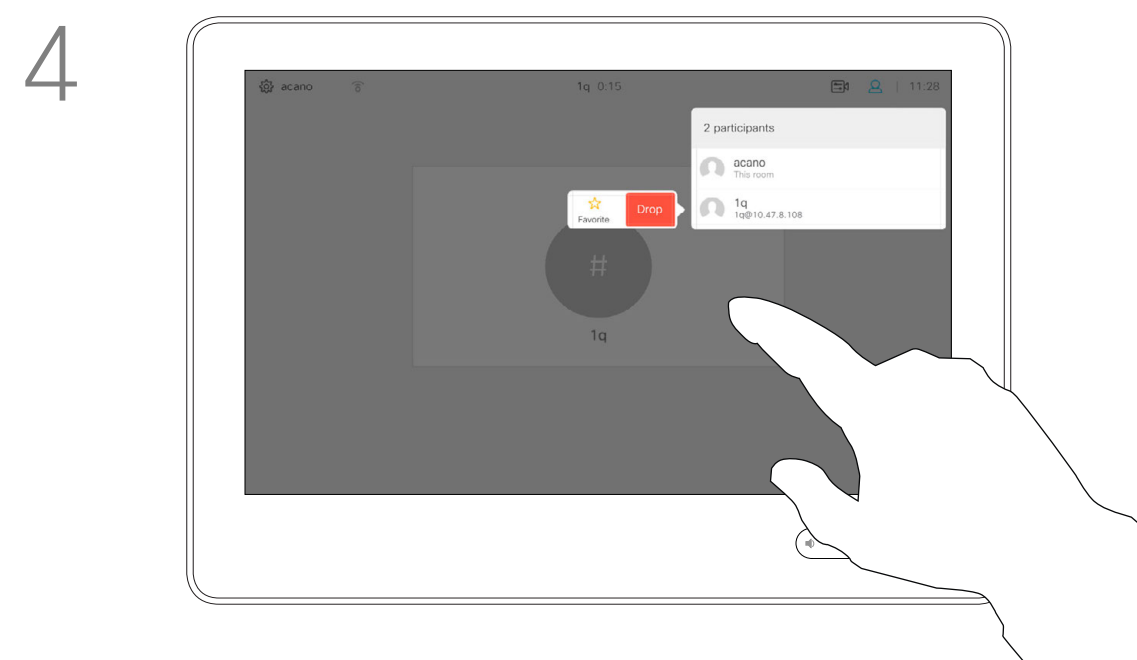 4
acano
1q 0:15
11:28
2 participants
acano
This room
Favorite
Drop
1q
1q@10.47.8.108
#
1q